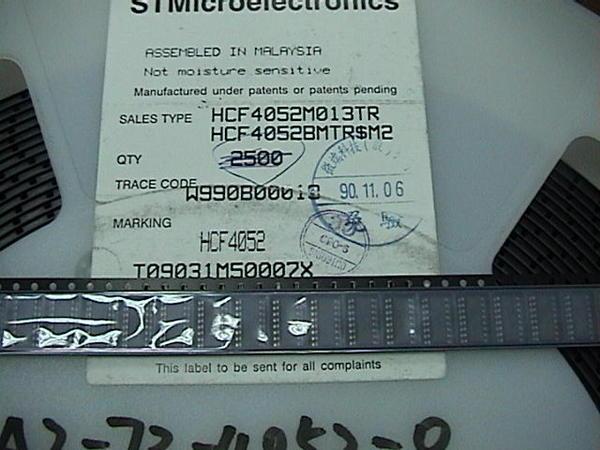 STMicroelectronics
ASSEMBLED IN MALAYSIA
Not moisture sensitive
Manufactured under patents or patents pending
SALES TYPE HCF4052M013TR
HCF4052BMTR$M2
QTY 2500
TRACE CODE W990B00618
90.11.06
MARKING
HCF4052
T09031M50007X
This label to be sent for all complaints